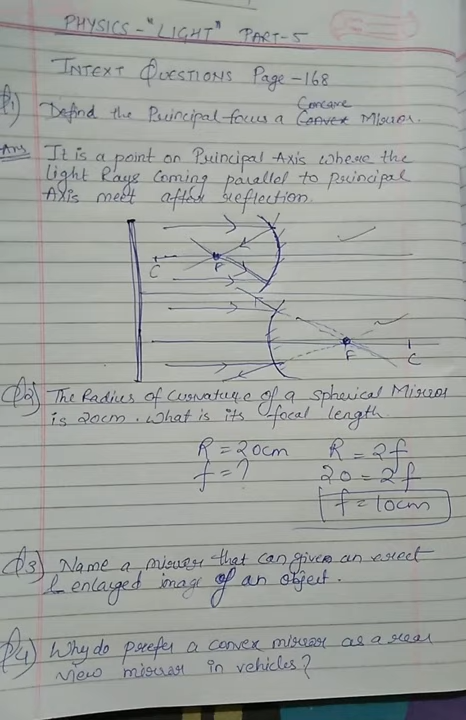 PHYSICS - "LIGHT" PART-5
INTEXT QUESTIONS Page -168
Q1) Defind the Principal focus a Concave Mirror.
Ans It is a point on Principal Axis where the
Light Rays Coming parallel to principal
Axis meet after reflection.
C F
F C
Q2) The Radius of Curvature of a spherical Mirror
is 20cm. What is its focal length.
R = 20cm R = 2f
f = ? 20 = 2f
f = 10cm
Q3) Name a mirror that can given an erect
& enlarged image of an object.
Q4) Why do prefer a convex mirror as a rear
view mirror in vehicles?